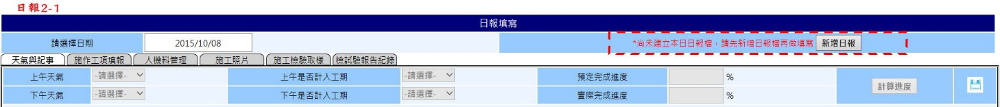 日報2-1
日報填寫
請選擇日期 2015/10/08 *尚未建立本日日報檔，請先新增日報檔再做填寫 新增日報
天氣與記事 施作工項填報 人機料管理 施工照片 施工檢驗取樣 檢試驗報告紀錄
上午天氣 -請選擇- 上午是否計入工期 -請選擇- 預定完成進度 % 計算進度
下午天氣 -請選擇- 下午是否計入工期 -請選擇- 實際完成進度 %